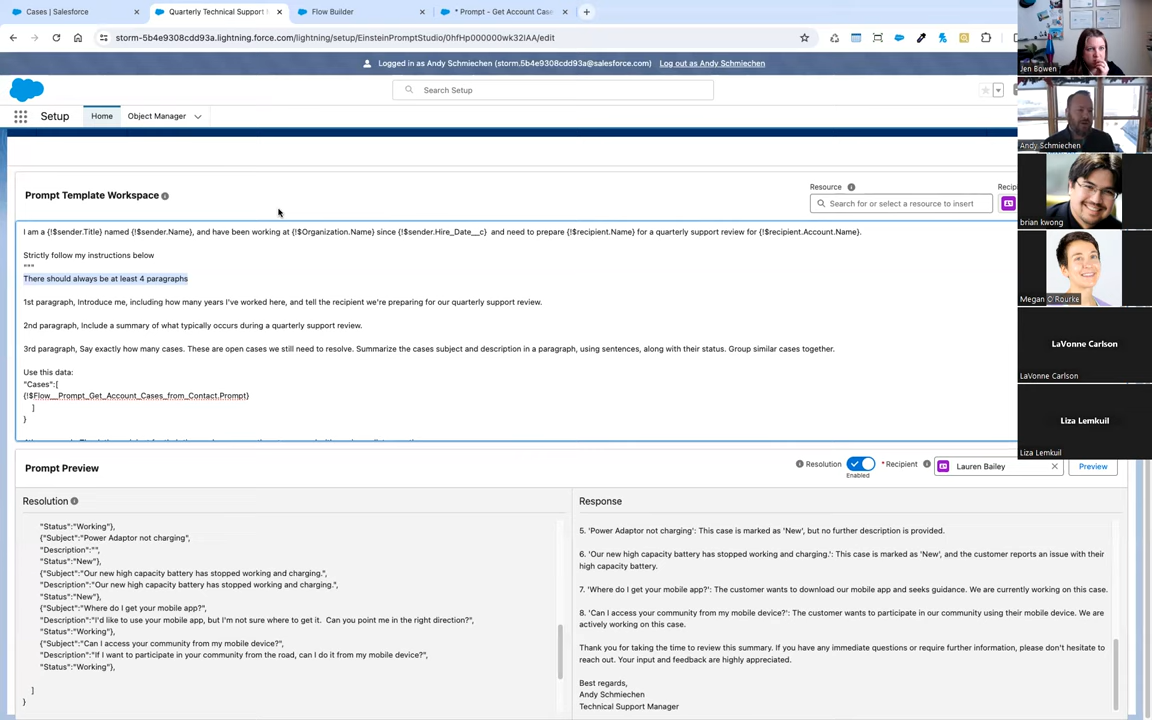 Cases | Salesforce
Quarterly Technical Support
Flow Builder
* Prompt - Get Account Case
storm-5b4e9308cdd93a.lightning.force.com/lightning/setup/EinsteinPromptStudio/0hfHp000000wk32IAA/edit
Logged in as Andy Schmiechen (storm.5b4e9308cdd93a@salesforce.com) Log out as Andy Schmiechen
Search Setup
Setup
Home
Object Manager
Prompt Template Workspace
Resource
Recip
Search for or select a resource to insert
I am a {!$sender.Title} named {!$sender.Name}, and have been working at {!$Organization.Name} since {!$sender.Hire_Date__c} and need to prepare {!$recipient.Name} for a quarterly support review for {!$recipient.Account.Name}.
Strictly follow my instructions below
"""
There should always be at least 4 paragraphs
1st paragraph, Introduce me, including how many years I've worked here, and tell the recipient we're preparing for our quarterly support review.
2nd paragraph, Include a summary of what typically occurs during a quarterly support review.
3rd paragraph, Say exactly how many cases. These are open cases we still need to resolve. Summarize the cases subject and description in a paragraph, using sentences, along with their status. Group similar cases together.
Use this data:
"Cases":[
{!$Flow__Prompt_Get_Account_Cases_from_Contact.Prompt}
]
}
Prompt Preview
Resolution
Enabled
* Recipient
Lauren Bailey
Preview
Resolution
"Status":"Working"},
{"Subject":"Power Adaptor not charging",
"Description":"",
"Status":"New"},
{"Subject":"Our new high capacity battery has stopped working and charging.",
"Description":"Our new high capacity battery has stopped working and charging.",
"Status":"New"},
{"Subject":"Where do I get your mobile app?",
"Description":"I'd like to use your mobile app, but I'm not sure where to get it. Can you point me in the right direction?",
"Status":"Working"},
{"Subject":"Can I access your community from my mobile device?",
"Description":"If I want to participate in your community from the road, can I do it from my mobile device?",
"Status":"Working"},
]
}
Response
5. 'Power Adaptor not charging': This case is marked as 'New', but no further description is provided.
6. 'Our new high capacity battery has stopped working and charging.': This case is marked as 'New', and the customer reports an issue with their
high capacity battery.
7. 'Where do I get your mobile app?': The customer wants to download our mobile app and seeks guidance. We are currently working on this case.
8. 'Can I access your community from my mobile device?': The customer wants to participate in our community using their mobile device. We are
actively working on this case.
Thank you for taking the time to review this summary. If you have any immediate questions or require further information, please don't hesitate to
reach out. Your input and feedback are highly appreciated.
Best regards,
Andy Schmiechen
Technical Support Manager
Jen Bowen
Andy Schmiechen
brian kwong
Megan O'Rourke
LaVonne Carlson
LaVonne Carlson
Liza Lemkuil
Liza Lemkuil